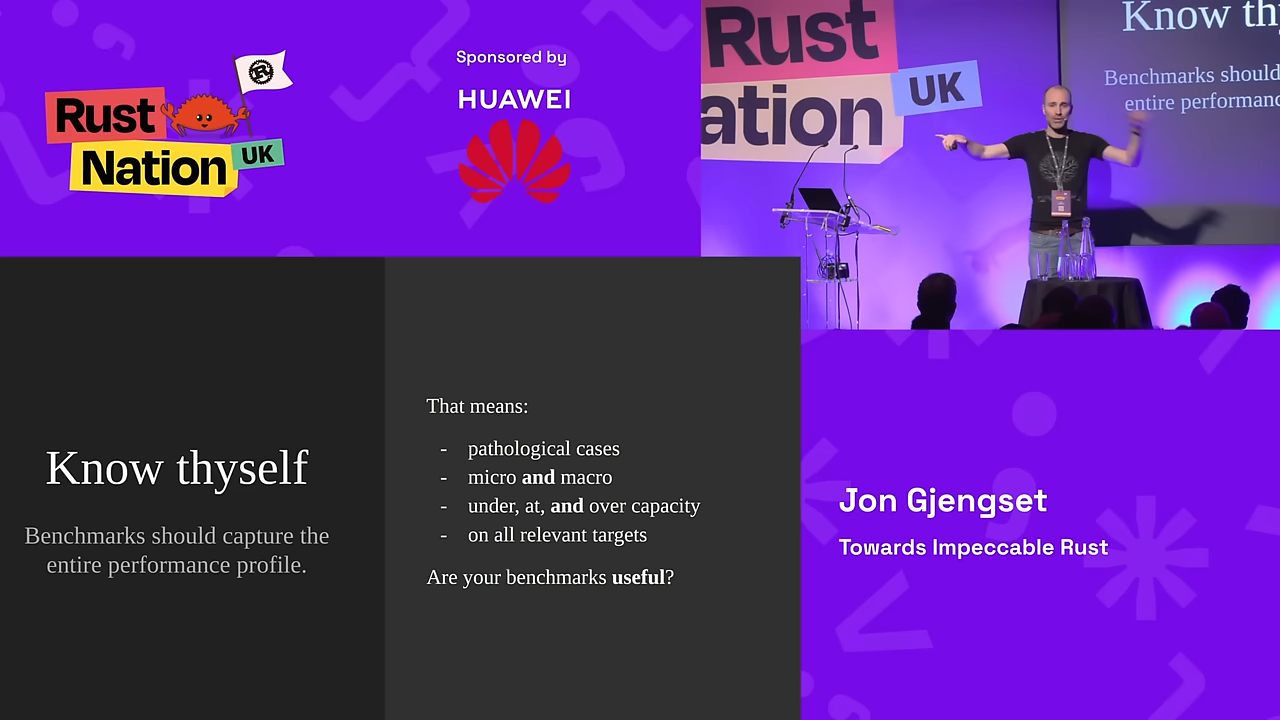 Rust
Nation
UK
Sponsored by
HUAWEI
Rust
ation
UK
Know thy
Benchmarks should
entire performanc
Know thyself
Benchmarks should capture the
entire performance profile.
That means:
- pathological cases
- micro and macro
- under, at, and over capacity
- on all relevant targets
Are your benchmarks useful?
Jon Gjengset
Towards Impeccable Rust